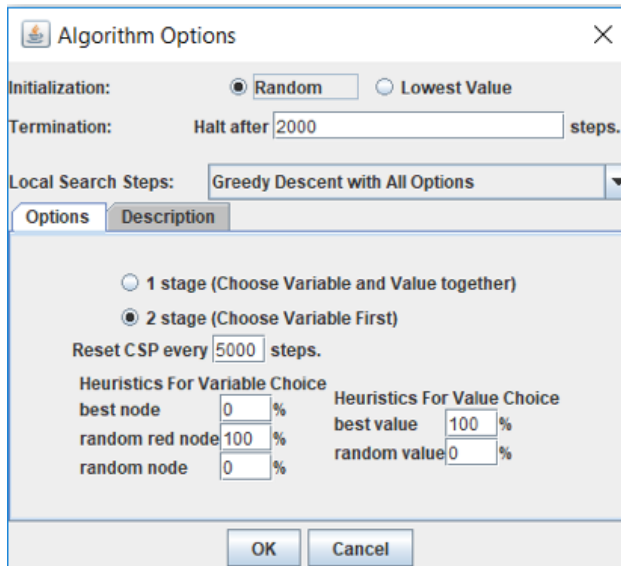 Algorithm Options
Initialization: Random Lowest Value
Termination: Halt after 2000 steps.
Local Search Steps: Greedy Descent with All Options
Options Description
1 stage (Choose Variable and Value together)
2 stage (Choose Variable First)
Reset CSP every 5000 steps.
Heuristics For Variable Choice
best node 0 %
random red node 100 %
random node 0 %
Heuristics For Value Choice
best value 100 %
random value 0 %
OK Cancel